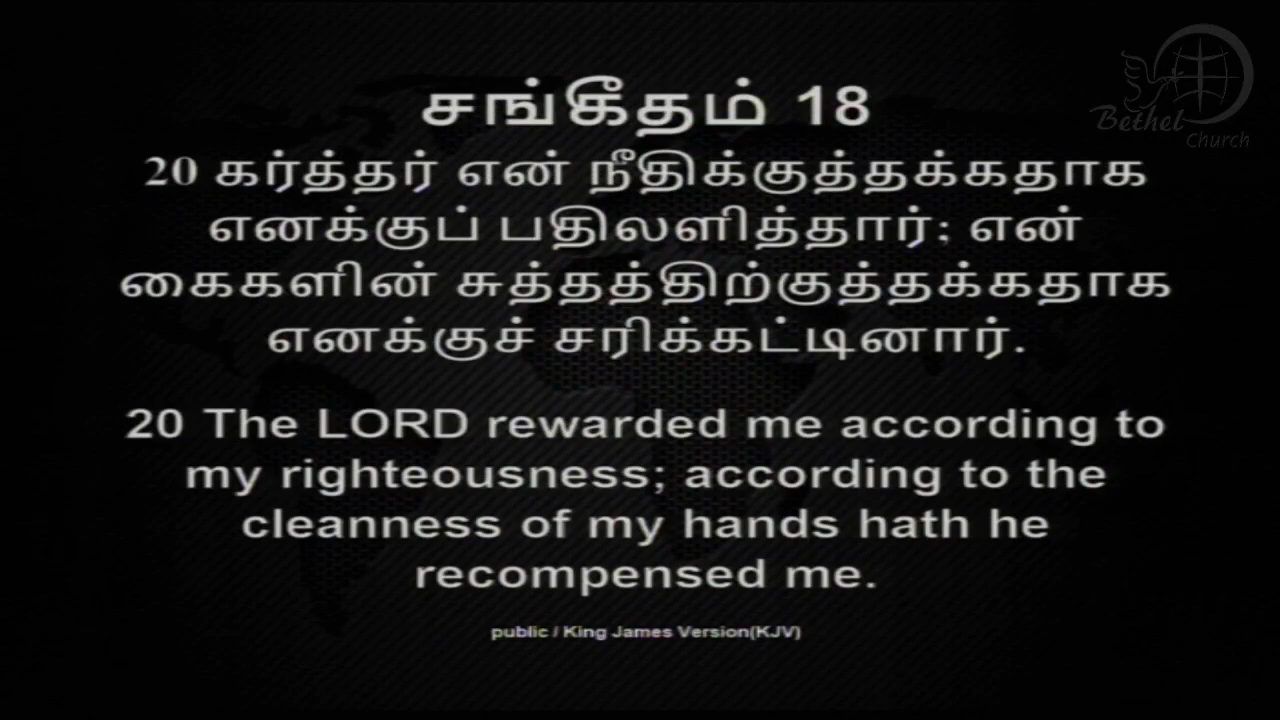 Bethel
Church
சங்கீதம் 18
20 கர்த்தர் என் நீதிக்குத்தக்கதாக
எனக்குப் பதிலளித்தார்; என்
கைகளின் சுத்தத்திற்குத்தக்கதாக
எனக்குச் சரிக்கட்டினார்.
20 The LORD rewarded me according to
my righteousness; according to the
cleanness of my hands hath he
recompensed me.
public / King James Version(KJV)